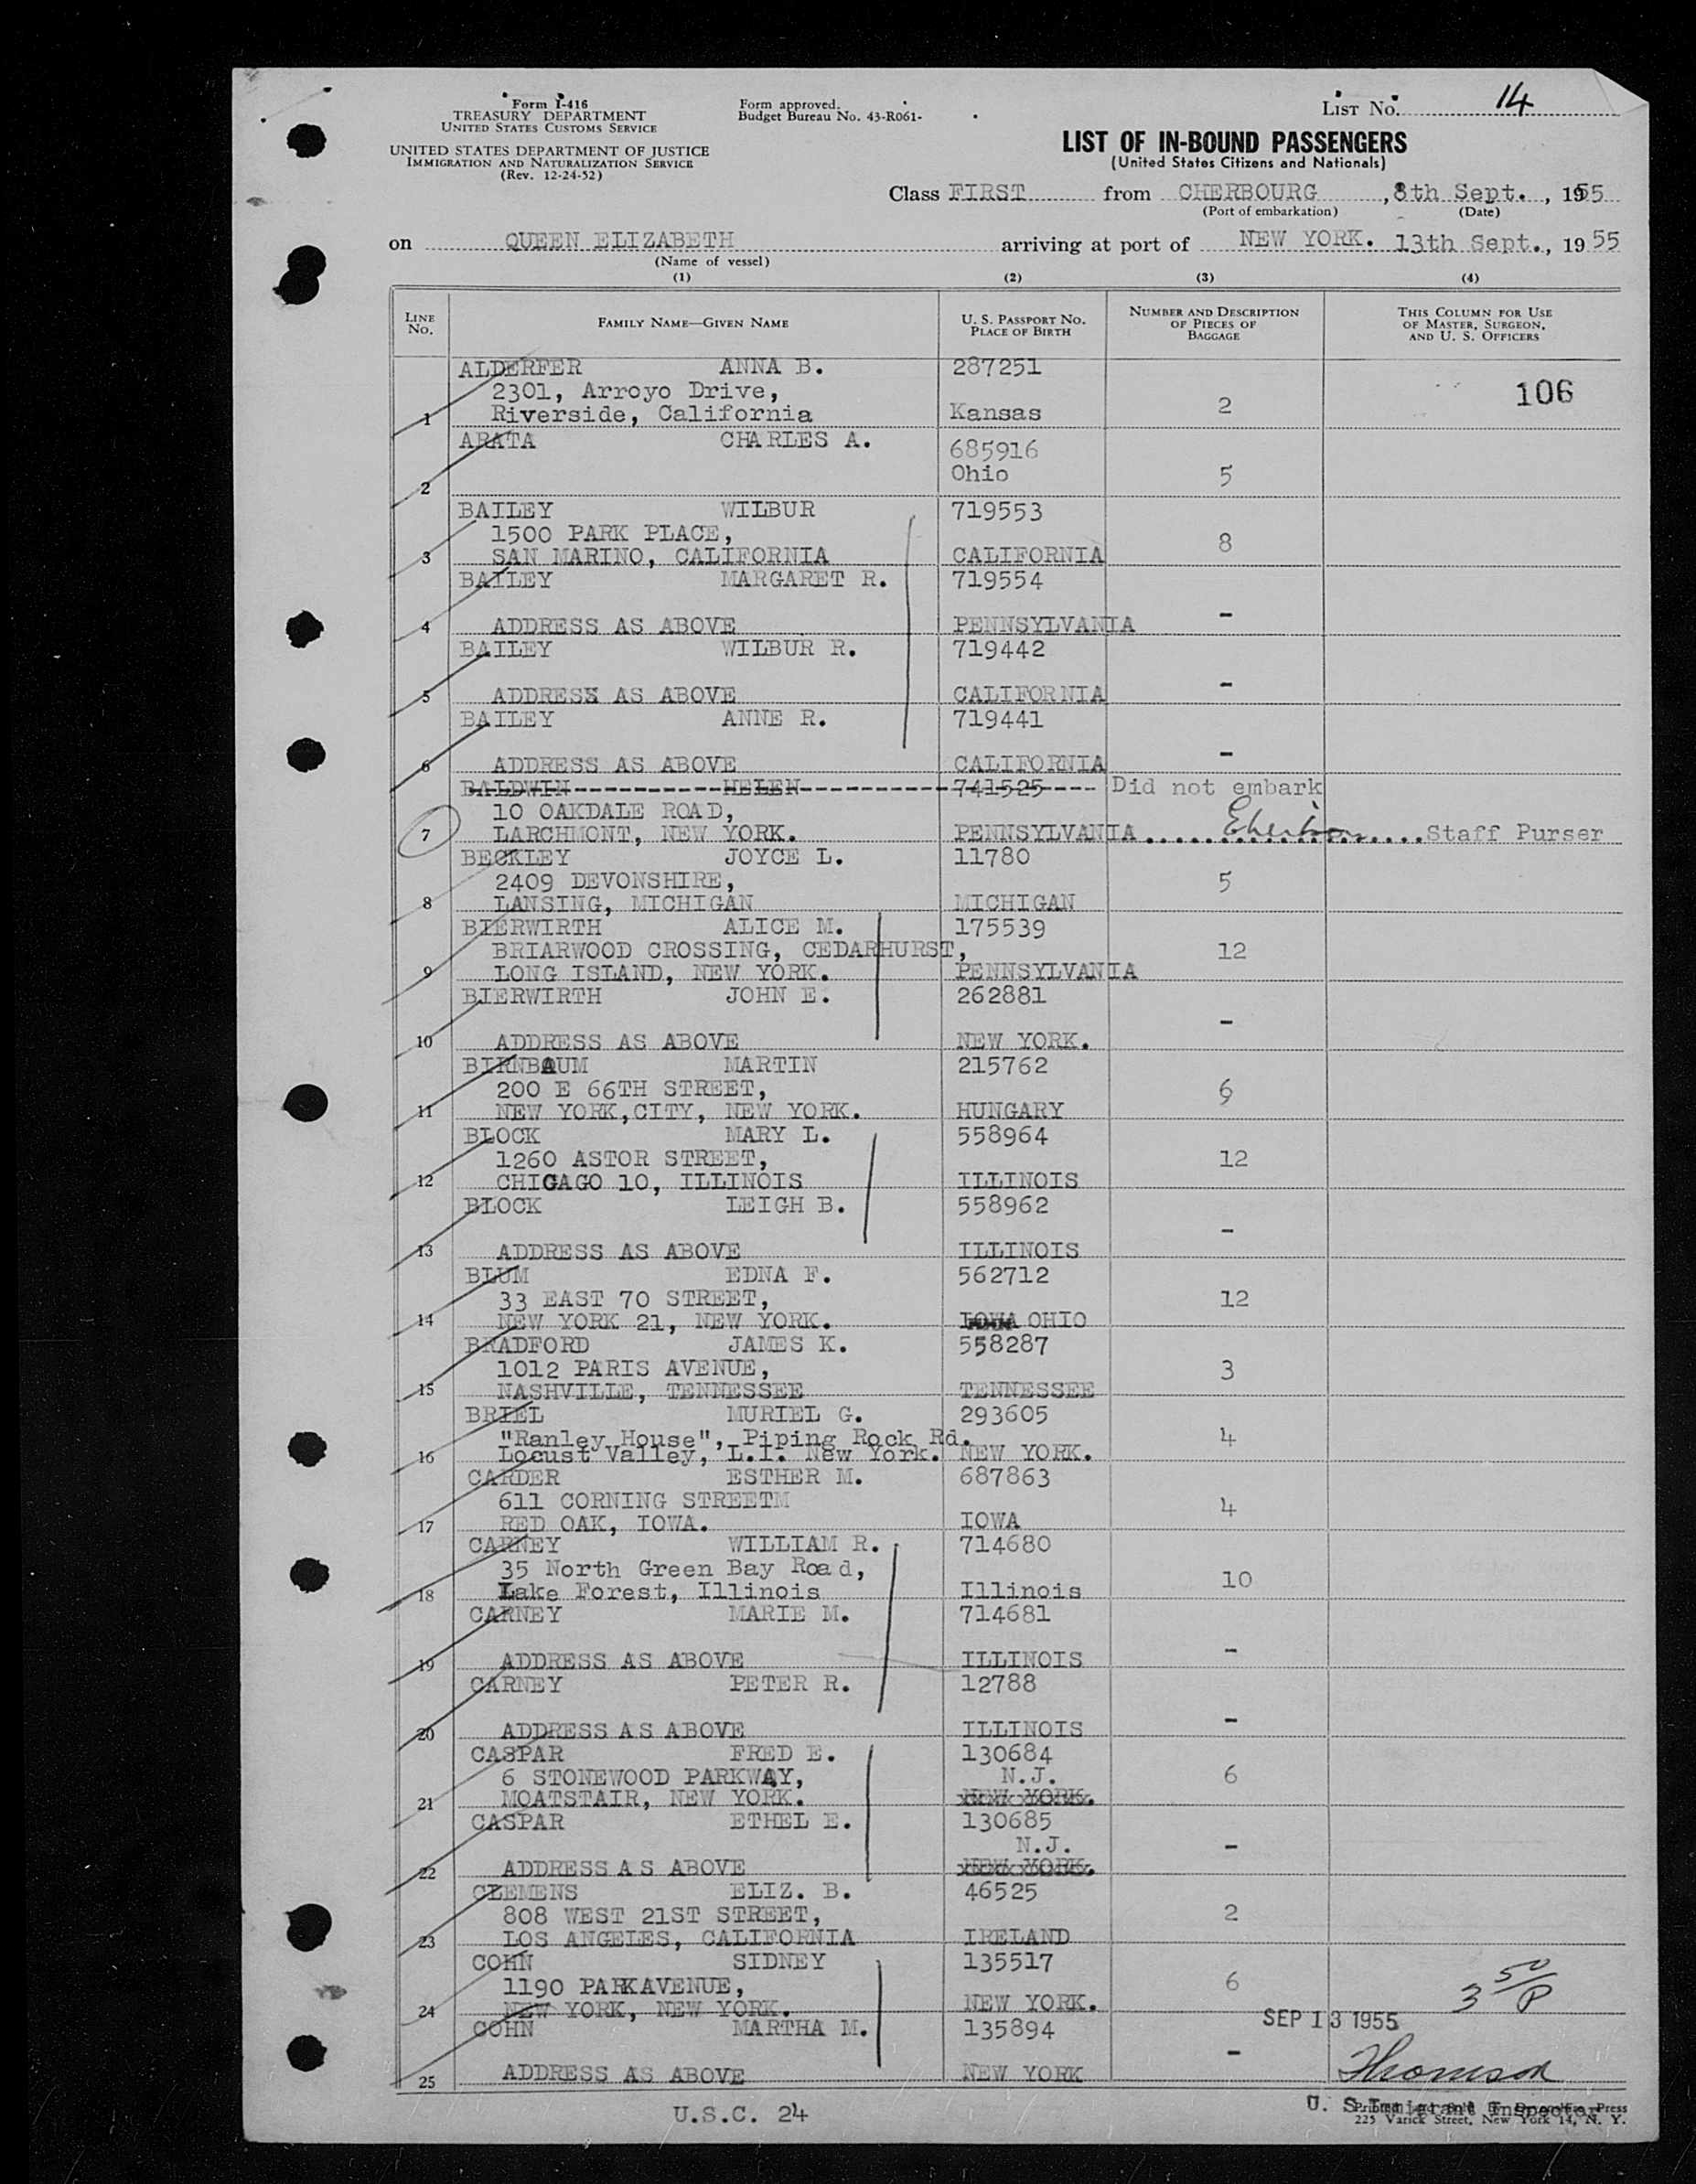 Form I-416
TREASURY DEPARTMENT
UNITED STATES CUSTOMS SERVICE
UNITED STATES DEPARTMENT OF JUSTICE
IMMIGRATION AND NATURALIZATION SERVICE
(Rev. 12-24-52)
Form approved.
Budget Bureau No. 43-R061-
LIST No. 14
LIST OF IN-BOUND PASSENGERS
(United States Citizens and Nationals)
Class FIRST from CHERBOURG, 8th Sept., 1955
(Port of embarkation) (Date)
on QUEEN ELIZABETH arriving at port of NEW YORK. 13th Sept., 1955
(Name of vessel)
(1) (2) (3) (4)
LINE No. FAMILY NAME—GIVEN NAME U. S. PASSPORT No. PLACE OF BIRTH NUMBER AND DESCRIPTION OF PIECES OF BAGGAGE THIS COLUMN FOR USE OF MASTER, SURGEON, AND U. S. OFFICERS
ALDERFER ANNA B. 287251
2301, Arroyo Drive, 2 106
1 Riverside, California Kansas
ARATA CHARLES A. 685916
2 Ohio 5
BAILEY WILBUR 719553
1500 PARK PLACE, 8
3 SAN MARINO, CALIFORNIA CALIFORNIA
BAILEY MARGARET R. 719554
4 ADDRESS AS ABOVE PENNSYLVANIA -
BAILEY WILBUR R. 719442
5 ADDRESS AS ABOVE CALIFORNIA -
BAILEY ANNE R. 719441
6 ADDRESS AS ABOVE CALIFORNIA -
BALDWIN HELEN 741525 Did not embark
10 OAKDALE ROAD,
7 LARCHMONT, NEW YORK. PENNSYLVANIA Staff Purser
BECKLEY JOYCE L. 11780
2409 DEVONSHIRE, 5
8 LANSING, MICHIGAN MICHIGAN
BIERWIRTH ALICE M. 175539
BRIARWOOD CROSSING, CEDARHURST, 12
9 LONG ISLAND, NEW YORK. PENNSYLVANIA
BIERWIRTH JOHN E. 262881
10 ADDRESS AS ABOVE NEW YORK. -
BIRNBAUM MARTIN 215762
200 E 66TH STREET,
11 NEW YORK,CITY, NEW YORK. HUNGARY
BLOCK MARY L. 558964
1260 ASTOR STREET, 12
12 CHICAGO 10, ILLINOIS ILLINOIS
BLOCK LEIGH B. 558962
13 ADDRESS AS ABOVE ILLINOIS -
BLUM EDNA F. 562712
33 EAST 70 STREET, 12
14 NEW YORK 21, NEW YORK. IOWA OHIO
BRADFORD JAMES K. 558287
1012 PARIS AVENUE, 3
15 NASHVILLE, TENNESSEE TENNESSEE
BRIEL MURIEL G. 293605
"Ranley House", Piping Rock Rd. 4
16 Locust Valley, L.I. New York. NEW YORK.
CARDER ESTHER M. 687863
611 CORNING STREETM 4
17 RED OAK, IOWA. IOWA
CARNEY WILLIAM R. 714680
35 North Green Bay Road, 10
18 Lake Forest, Illinois Illinois
CARNEY MARIE M. 714681
19 ADDRESS AS ABOVE ILLINOIS -
CARNEY PETER R. 12788
20 ADDRESS AS ABOVE ILLINOIS -
CASPAR FRED E. 130684
6 STONEWOOD PARKWAY, N.J. 6
21 MOATSTAIR, NEW YORK. NEW YORK.
CASPAR ETHEL E. 130685
N.J. -
22 ADDRESS AS ABOVE NEW YORK.
CLEMENS ELIZ. B. 46525
808 WEST 21ST STREET, 2
23 LOS ANGELES, CALIFORNIA IRELAND
COHN SIDNEY 135517
1190 PARK AVENUE, 6 3 50/P
24 NEW YORK, NEW YORK. NEW YORK.
COHN MARTHA M. 135894 SEP 13 1955
25 ADDRESS AS ABOVE NEW YORK - Thomson
U.S.C. 24 U. S. Immigrant Inspector
225 Varick Street, New York 14, N. Y.